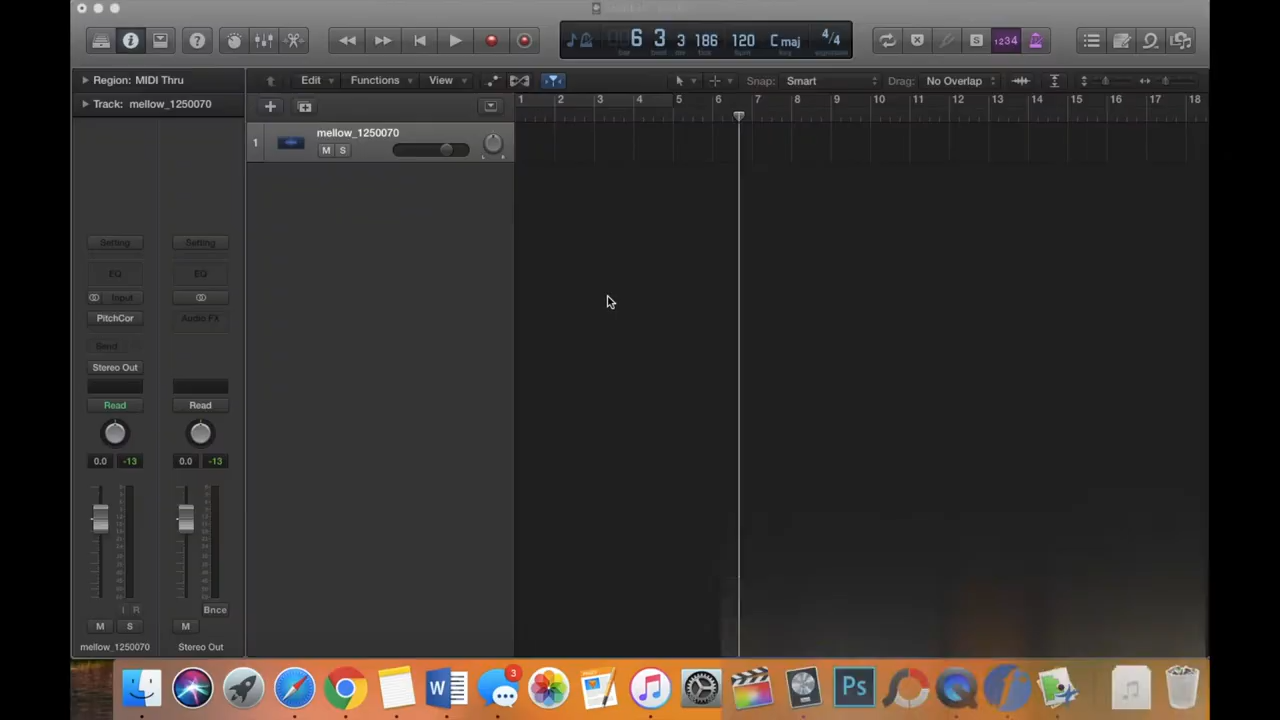 6 3 3 186 120 C maj 4/4
1234
S
Region: MIDI Thru
Edit Functions View Snap: Smart Drag: No Overlap
Track: mellow_1250070
1 2 3 4 5 6 7 8 9 10 11 12 13 14 15 16 17 18
1 mellow_1250070
M S
Setting Setting
EQ EQ
Input
PitchCor Audio FX
Send
Stereo Out
Read Read
0.0 -13 0.0 -13
I R
Bnce
M S M
mellow_1250070 Stereo Out
W 3 Ps